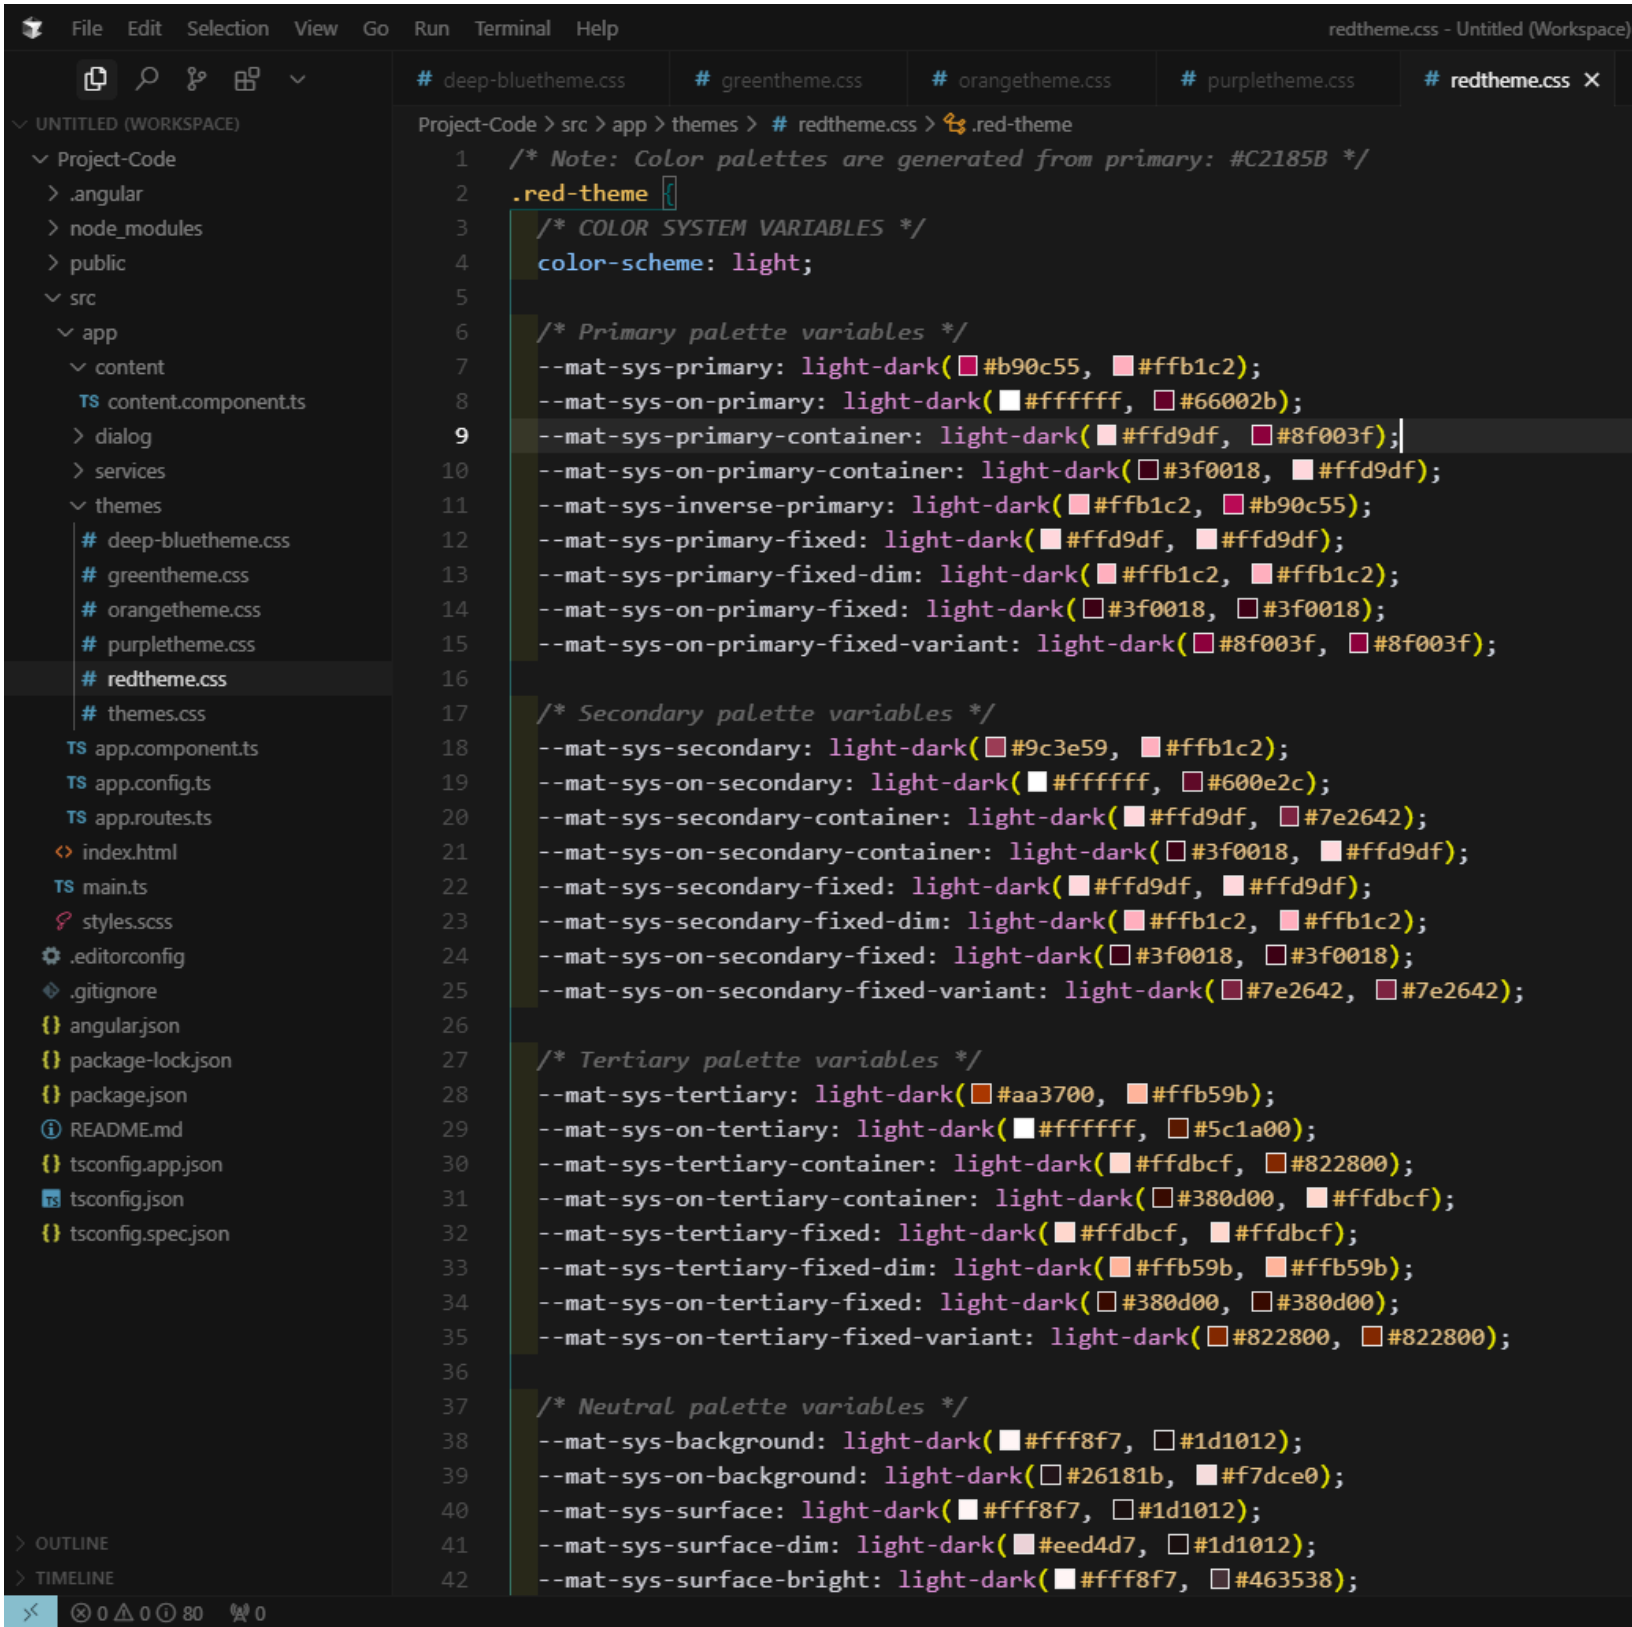 File Edit Selection View Go Run Terminal Help
redtheme.css - Untitled (Workspace)
# deep-bluetheme.css # greentheme.css # orangetheme.css # purpletheme.css # redtheme.css
Project-Code > src > app > themes > # redtheme.css > .red-theme
UNTITLED (WORKSPACE)
Project-Code
.angular
node_modules
public
src
app
content
TS content.component.ts
dialog
services
themes
# deep-bluetheme.css
# greentheme.css
# orangetheme.css
# purpletheme.css
# redtheme.css
# themes.css
TS app.component.ts
TS app.config.ts
TS app.routes.ts
<> index.html
TS main.ts
styles.scss
.editorconfig
.gitignore
{} angular.json
{} package-lock.json
{} package.json
README.md
{} tsconfig.app.json
TS tsconfig.json
{} tsconfig.spec.json
OUTLINE
TIMELINE
1 /* Note: Color palettes are generated from primary: #C2185B */
2 .red-theme {
3 /* COLOR SYSTEM VARIABLES */
4 color-scheme: light;
5
6 /* Primary palette variables */
7 --mat-sys-primary: light-dark(#b90c55, #ffb1c2);
8 --mat-sys-on-primary: light-dark(#ffffff, #66002b);
9 --mat-sys-primary-container: light-dark(#ffd9df, #8f003f);
10 --mat-sys-on-primary-container: light-dark(#3f0018, #ffd9df);
11 --mat-sys-inverse-primary: light-dark(#ffb1c2, #b90c55);
12 --mat-sys-primary-fixed: light-dark(#ffd9df, #ffd9df);
13 --mat-sys-primary-fixed-dim: light-dark(#ffb1c2, #ffb1c2);
14 --mat-sys-on-primary-fixed: light-dark(#3f0018, #3f0018);
15 --mat-sys-on-primary-fixed-variant: light-dark(#8f003f, #8f003f);
16
17 /* Secondary palette variables */
18 --mat-sys-secondary: light-dark(#9c3e59, #ffb1c2);
19 --mat-sys-on-secondary: light-dark(#ffffff, #600e2c);
20 --mat-sys-secondary-container: light-dark(#ffd9df, #7e2642);
21 --mat-sys-on-secondary-container: light-dark(#3f0018, #ffd9df);
22 --mat-sys-secondary-fixed: light-dark(#ffd9df, #ffd9df);
23 --mat-sys-secondary-fixed-dim: light-dark(#ffb1c2, #ffb1c2);
24 --mat-sys-on-secondary-fixed: light-dark(#3f0018, #3f0018);
25 --mat-sys-on-secondary-fixed-variant: light-dark(#7e2642, #7e2642);
26
27 /* Tertiary palette variables */
28 --mat-sys-tertiary: light-dark(#aa3700, #ffb59b);
29 --mat-sys-on-tertiary: light-dark(#ffffff, #5c1a00);
30 --mat-sys-tertiary-container: light-dark(#ffdbcf, #822800);
31 --mat-sys-on-tertiary-container: light-dark(#380d00, #ffdbcf);
32 --mat-sys-tertiary-fixed: light-dark(#ffdbcf, #ffdbcf);
33 --mat-sys-tertiary-fixed-dim: light-dark(#ffb59b, #ffb59b);
34 --mat-sys-on-tertiary-fixed: light-dark(#380d00, #380d00);
35 --mat-sys-on-tertiary-fixed-variant: light-dark(#822800, #822800);
36
37 /* Neutral palette variables */
38 --mat-sys-background: light-dark(#fff8f7, #1d1012);
39 --mat-sys-on-background: light-dark(#26181b, #f7dce0);
40 --mat-sys-surface: light-dark(#fff8f7, #1d1012);
41 --mat-sys-surface-dim: light-dark(#eed4d7, #1d1012);
42 --mat-sys-surface-bright: light-dark(#fff8f7, #463538);
0 0 80 0